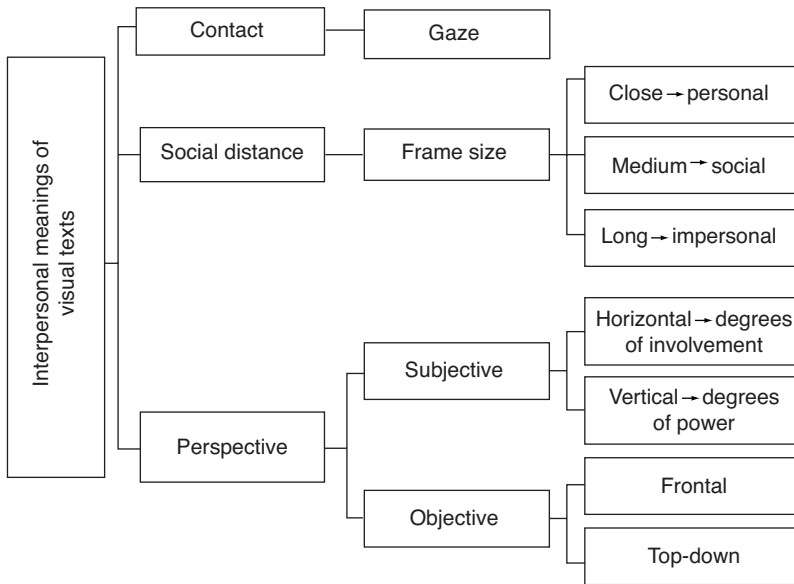 Interpersonal meanings of
visual texts
Contact
Gaze
Social distance
Frame size
Close → personal
Medium → social
Long → impersonal
Perspective
Subjective
Horizontal → degrees
of involvement
Vertical → degrees
of power
Objective
Frontal
Top-down